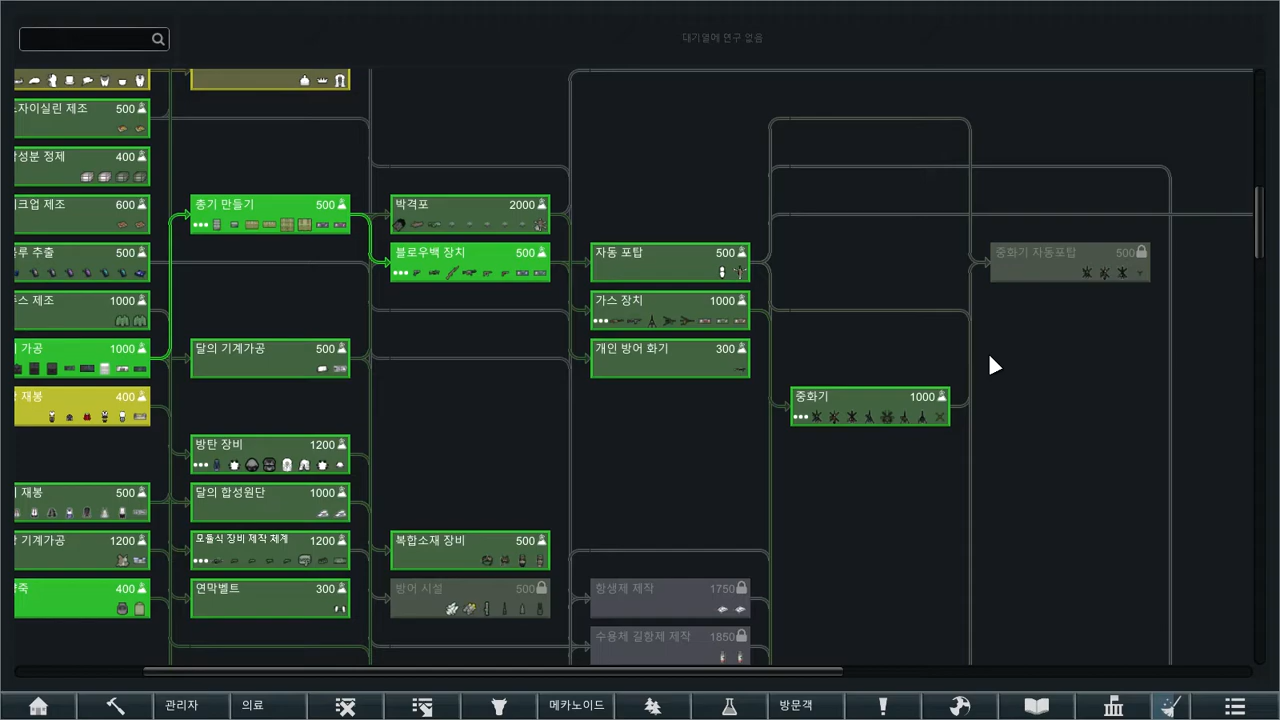 대기열에 연구 없음
자이실린 제조 500
성분 정제 400
크업 제조 600
총기 만들기 500
박격포 2000
플루 추출 500
블로우백 장치 500
자동 포탑 500
중화기 자동포탑 500
제조 1000
가스 장치 1000
가공 1000
달의 기계가공 500
개인 방어 화기 300
재봉 400
중화기 1000
방탄 장비 1200
재봉 500
달의 합성원단 1000
기계가공 1200
모듈식 장비 제작 체계 1200
복합소재 장비 500
죽 400
연막벨트 300
방어 시설 500
항생제 제작 1750
수용체 길항제 제작 1850
관리자
의료
메카노이드
방문객